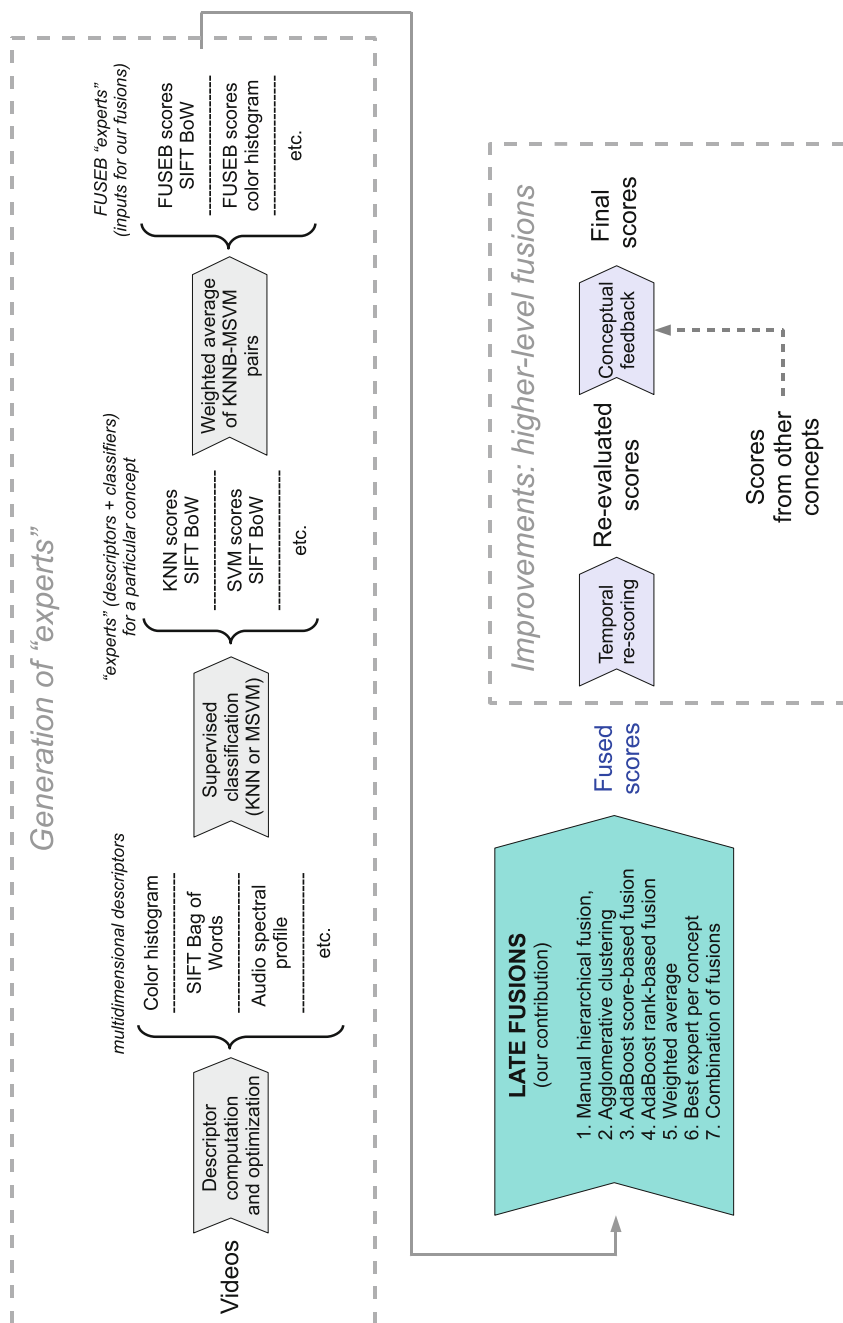 Generation of “experts”
Videos
Descriptor
computation
and optimization
multidimensional descriptors
Color histogram
SIFT Bag of
Words
Audio spectral
profile
etc.
Supervised
classification
(KNN or MSVM)
“experts” (descriptors + classifiers)
for a particular concept
KNN scores
SIFT BoW
SVM scores
SIFT BoW
etc.
Weighted average
of KNNB-MSVM
pairs
FUSEB “experts”
(inputs for our fusions)
FUSEB scores
SIFT BoW
FUSEB scores
color histogram
etc.
LATE FUSIONS
(our contribution)
1. Manual hierarchical fusion,
2. Agglomerative clustering
3. AdaBoost score-based fusion
4. AdaBoost rank-based fusion
5. Weighted average
6. Best expert per concept
7. Combination of fusions
Fused
scores
Improvements: higher-level fusions
Temporal
re-scoring
Re-evaluated
scores
Conceptual
feedback
Final
scores
Scores
from other
concepts